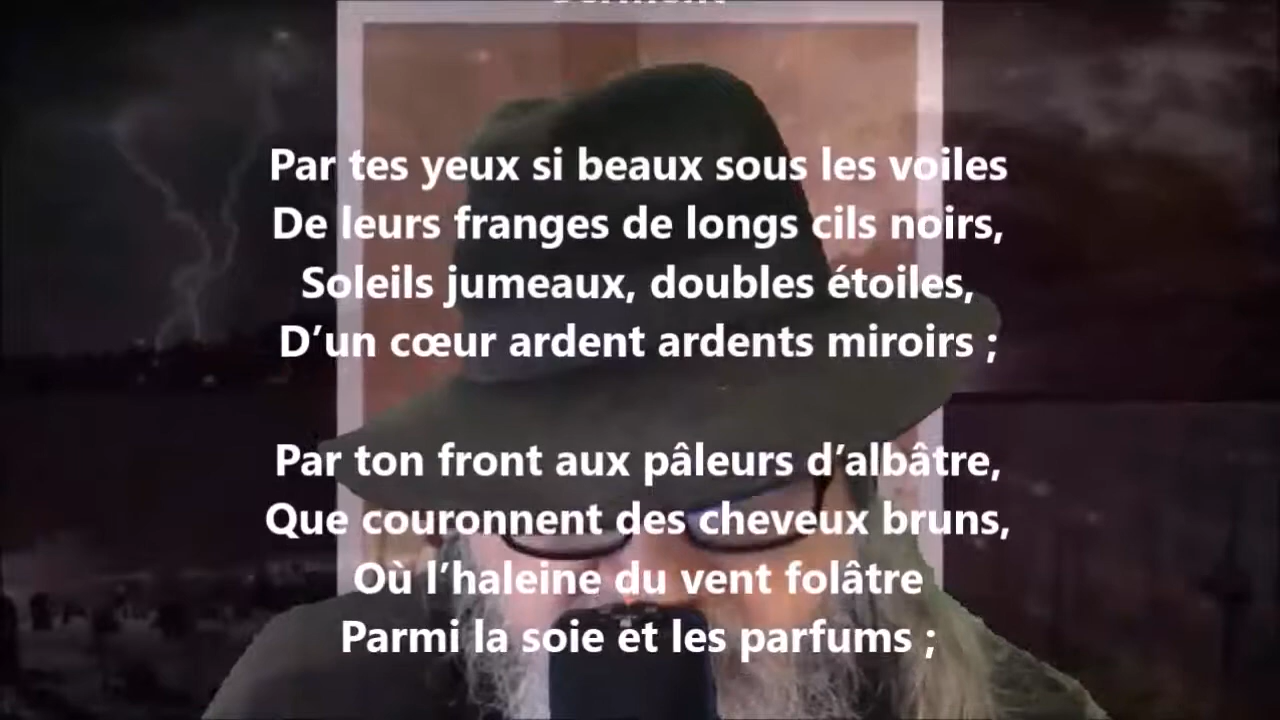 Par tes yeux si beaux sous les voiles
De leurs franges de longs cils noirs,
Soleils jumeaux, doubles étoiles,
D’un cœur ardent ardents miroirs ;
Par ton front aux pâleurs d’albâtre,
Que couronnent des cheveux bruns,
Où l’haleine du vent folâtre
Parmi la soie et les parfums ;